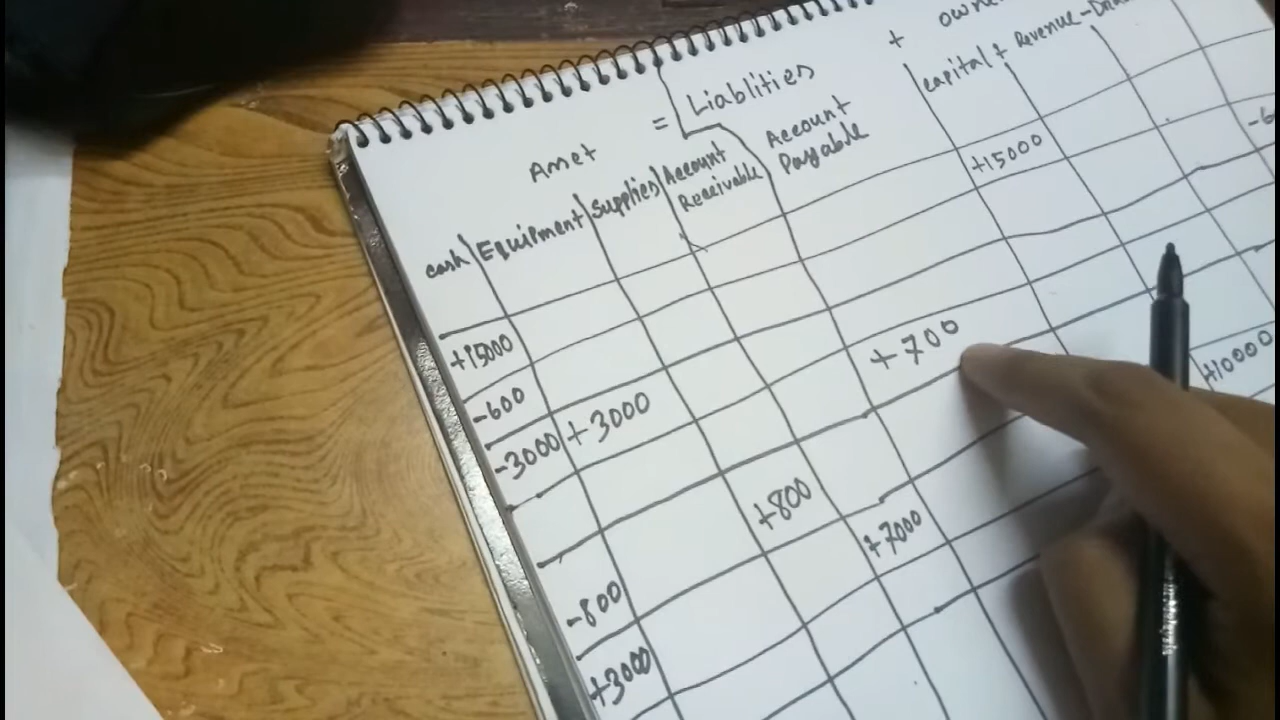 + owne
= Liablities
capital + Revenue - D
Asset
Account Payable
Account Receivable
cash Equipment Supplies
+15000 +15000
-600 -6
-3000 +3000
+700
-800 +800
+3000 +7000 +10000